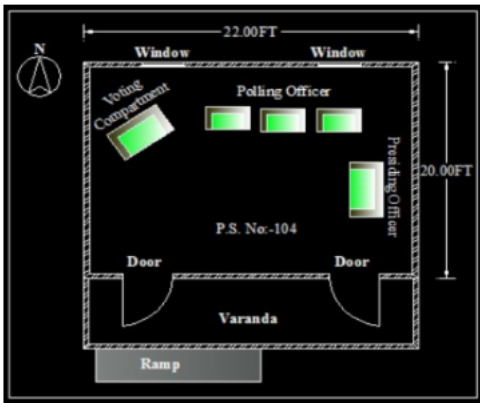 22.00FT
N
Window
Window
Voting
Compartment
Polling Officer
Presiding Officer
20.00FT
P.S. No:-104
Door
Door
Varanda
Ramp